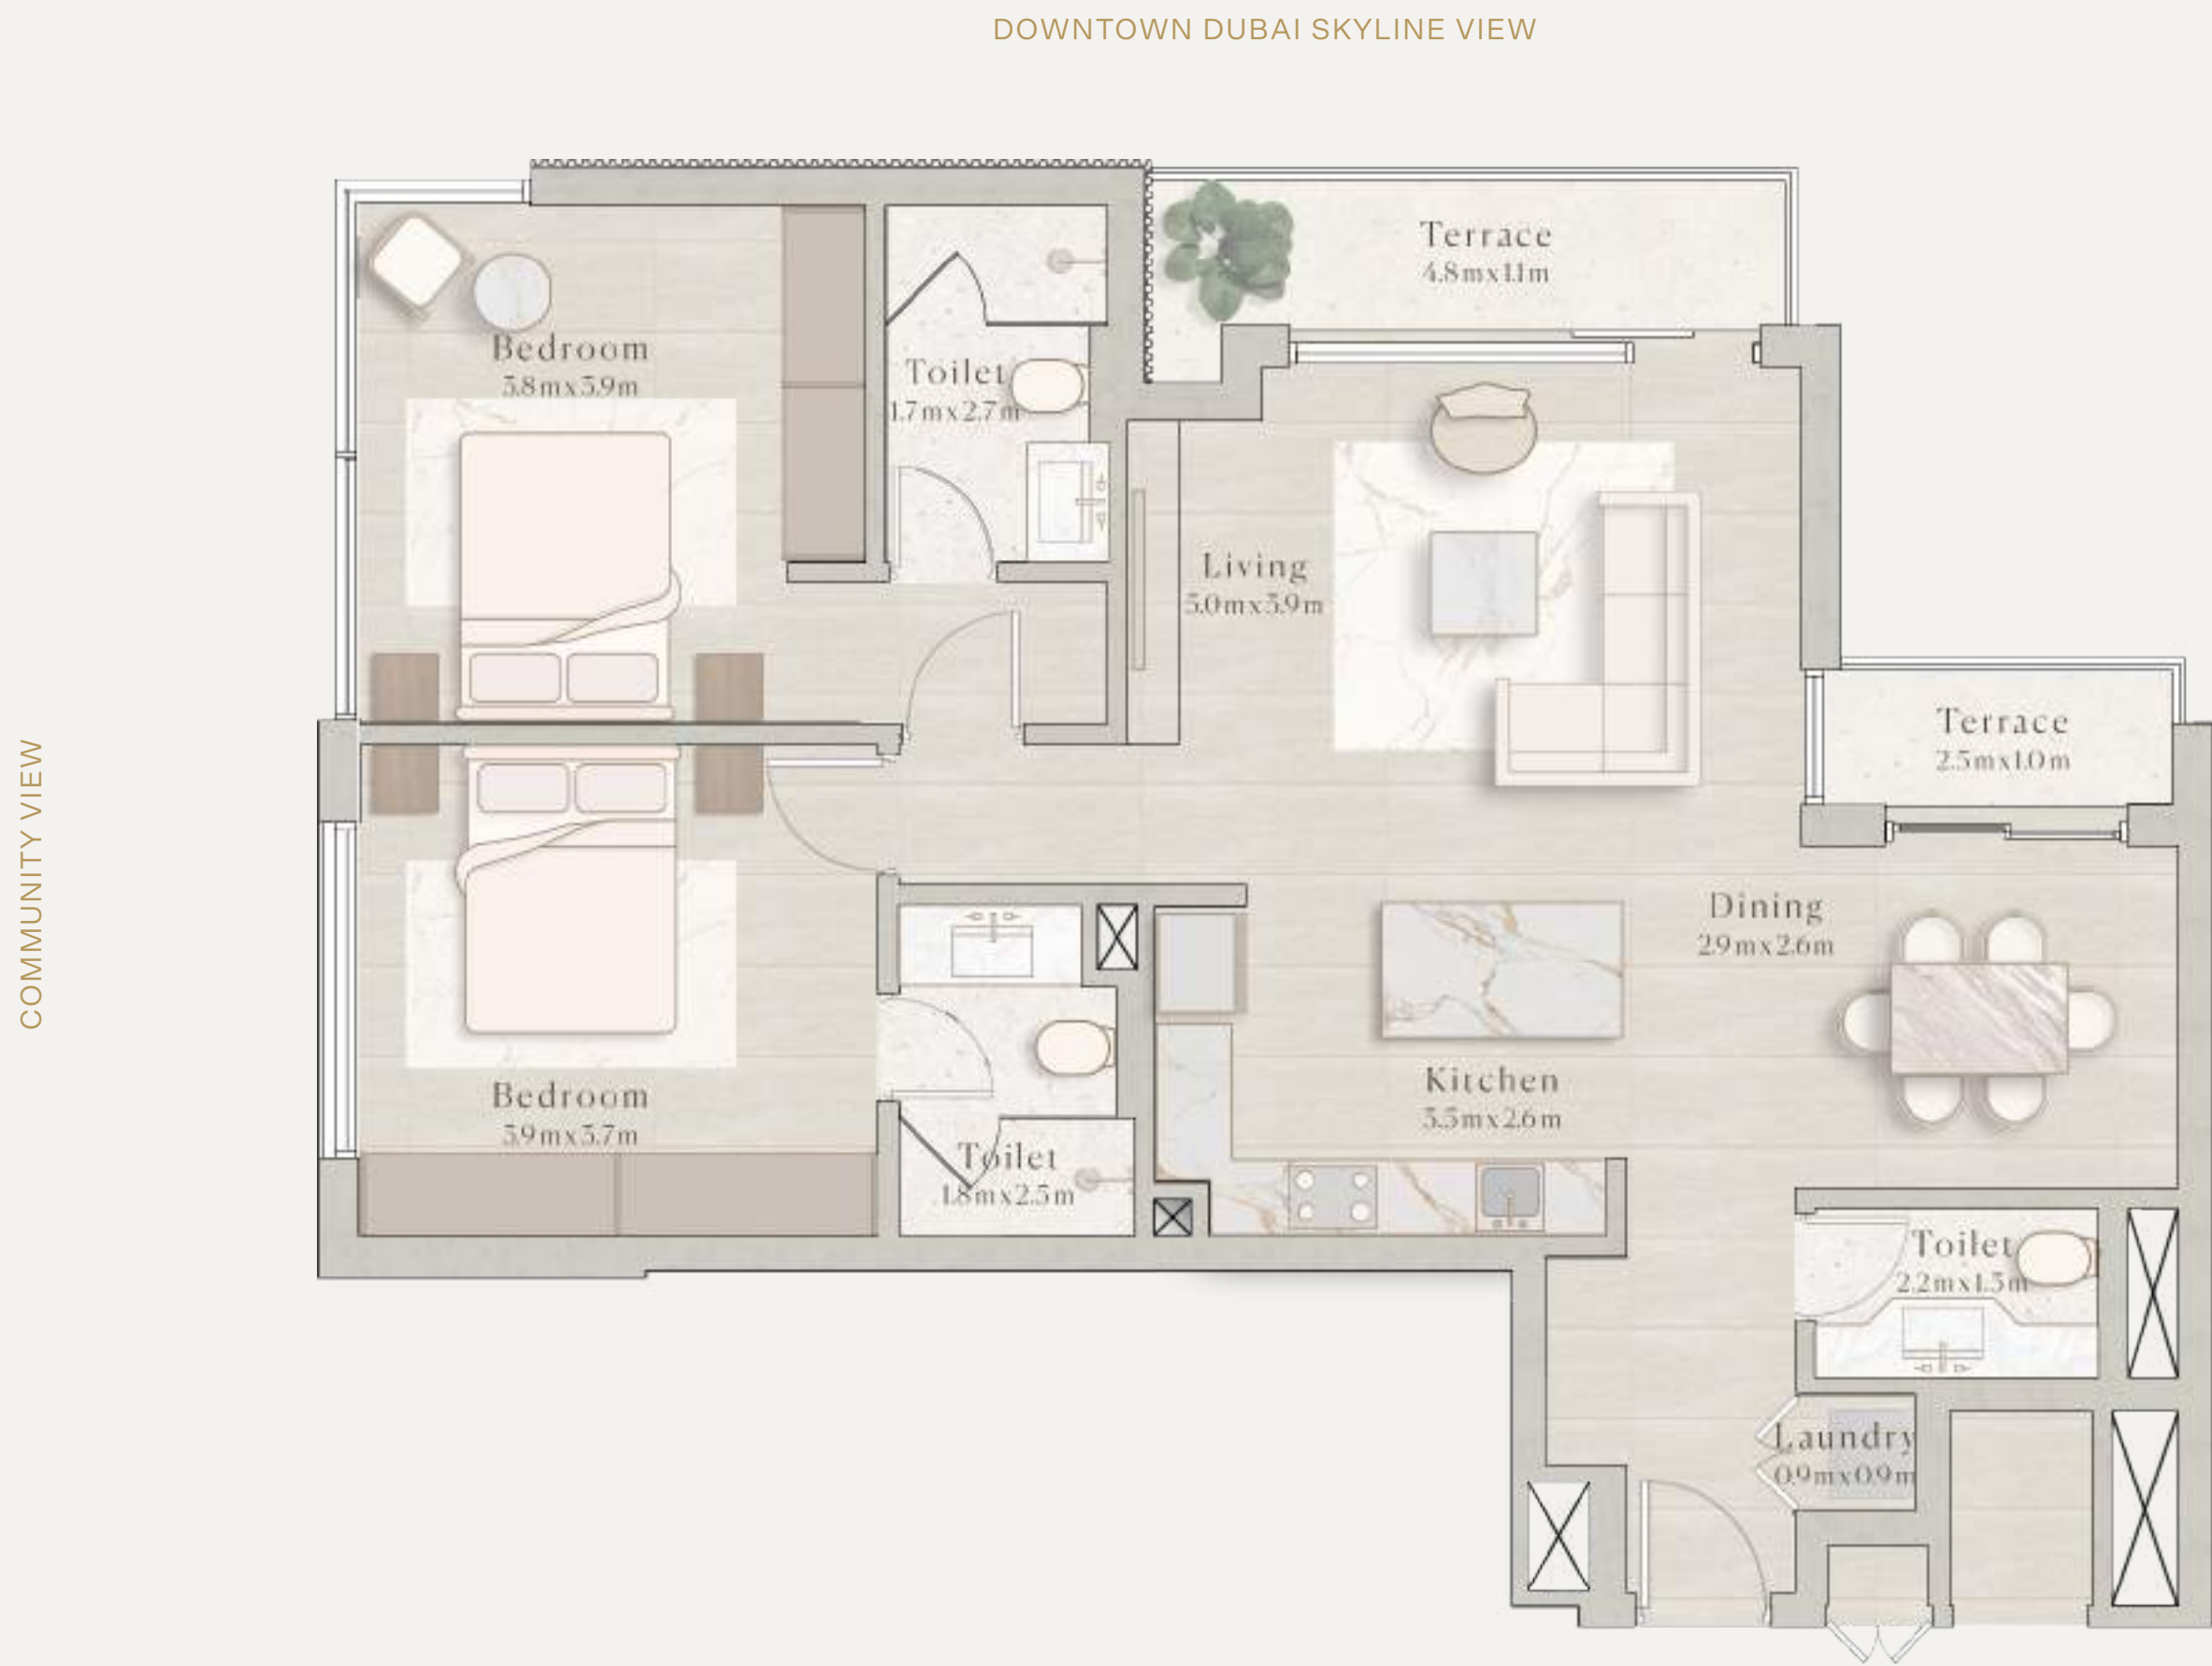 DOWNTOWN DUBAI SKYLINE VIEW
COMMUNITY VIEW
Terrace
4.8mx1.1m
Bedroom
3.8mx3.9m
Toilet
1.7mx2.7m
Living
5.0mx3.9m
Terrace
2.5mx1.0m
Dining
2.9mx2.6m
Kitchen
3.5mx2.6m
Bedroom
3.9mx3.7m
Toilet
1.8mx2.5m
Toilet
2.2mx1.3m
Laundry
0.9mx0.9m